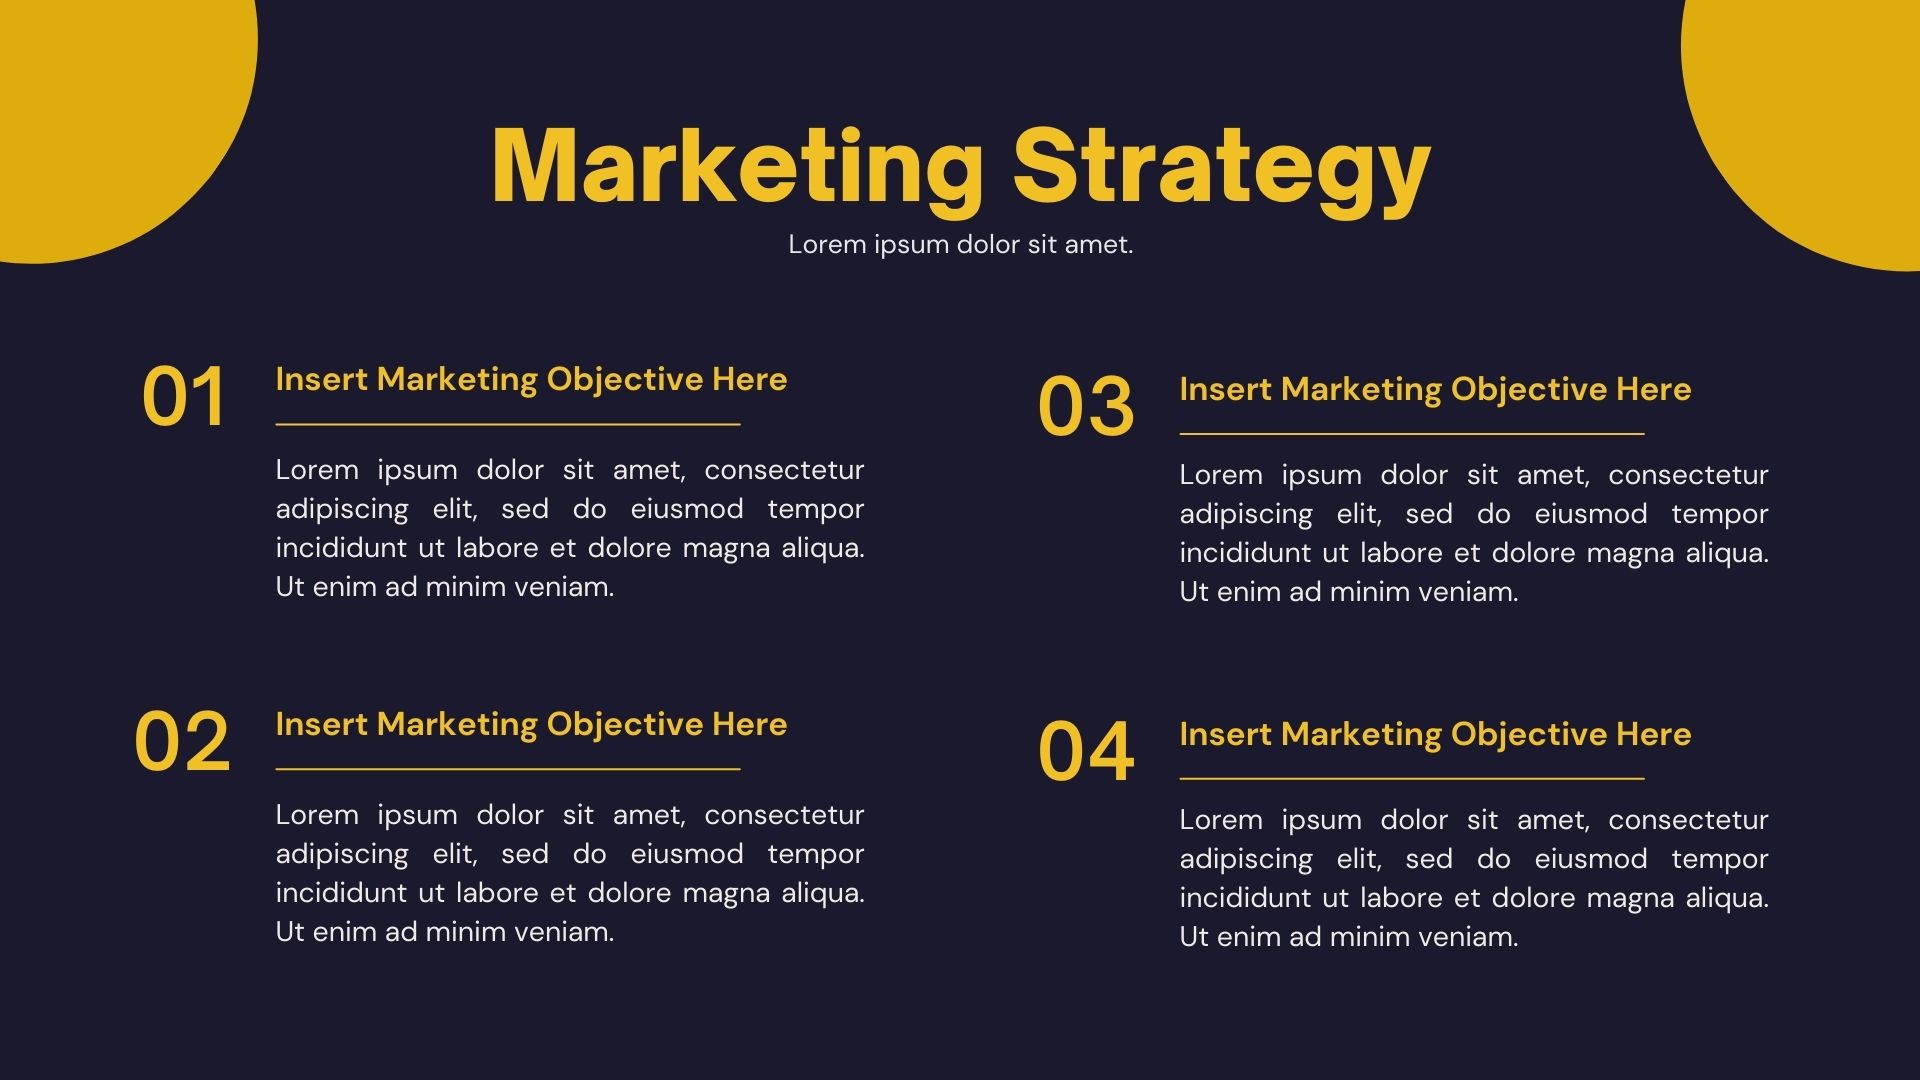 Marketing Strategy
Lorem ipsum dolor sit amet.
01
Insert Marketing Objective Here
Lorem ipsum dolor sit amet, consectetur
adipiscing elit, sed do eiusmod tempor
incididunt ut labore et dolore magna aliqua.
Ut enim ad minim veniam.
02
Insert Marketing Objective Here
Lorem ipsum dolor sit amet, consectetur
adipiscing elit, sed do eiusmod tempor
incididunt ut labore et dolore magna aliqua.
Ut enim ad minim veniam.
03
Insert Marketing Objective Here
Lorem ipsum dolor sit amet, consectetur
adipiscing elit, sed do eiusmod tempor
incididunt ut labore et dolore magna aliqua.
Ut enim ad minim veniam.
04
Insert Marketing Objective Here
Lorem ipsum dolor sit amet, consectetur
adipiscing elit, sed do eiusmod tempor
incididunt ut labore et dolore magna aliqua.
Ut enim ad minim veniam.